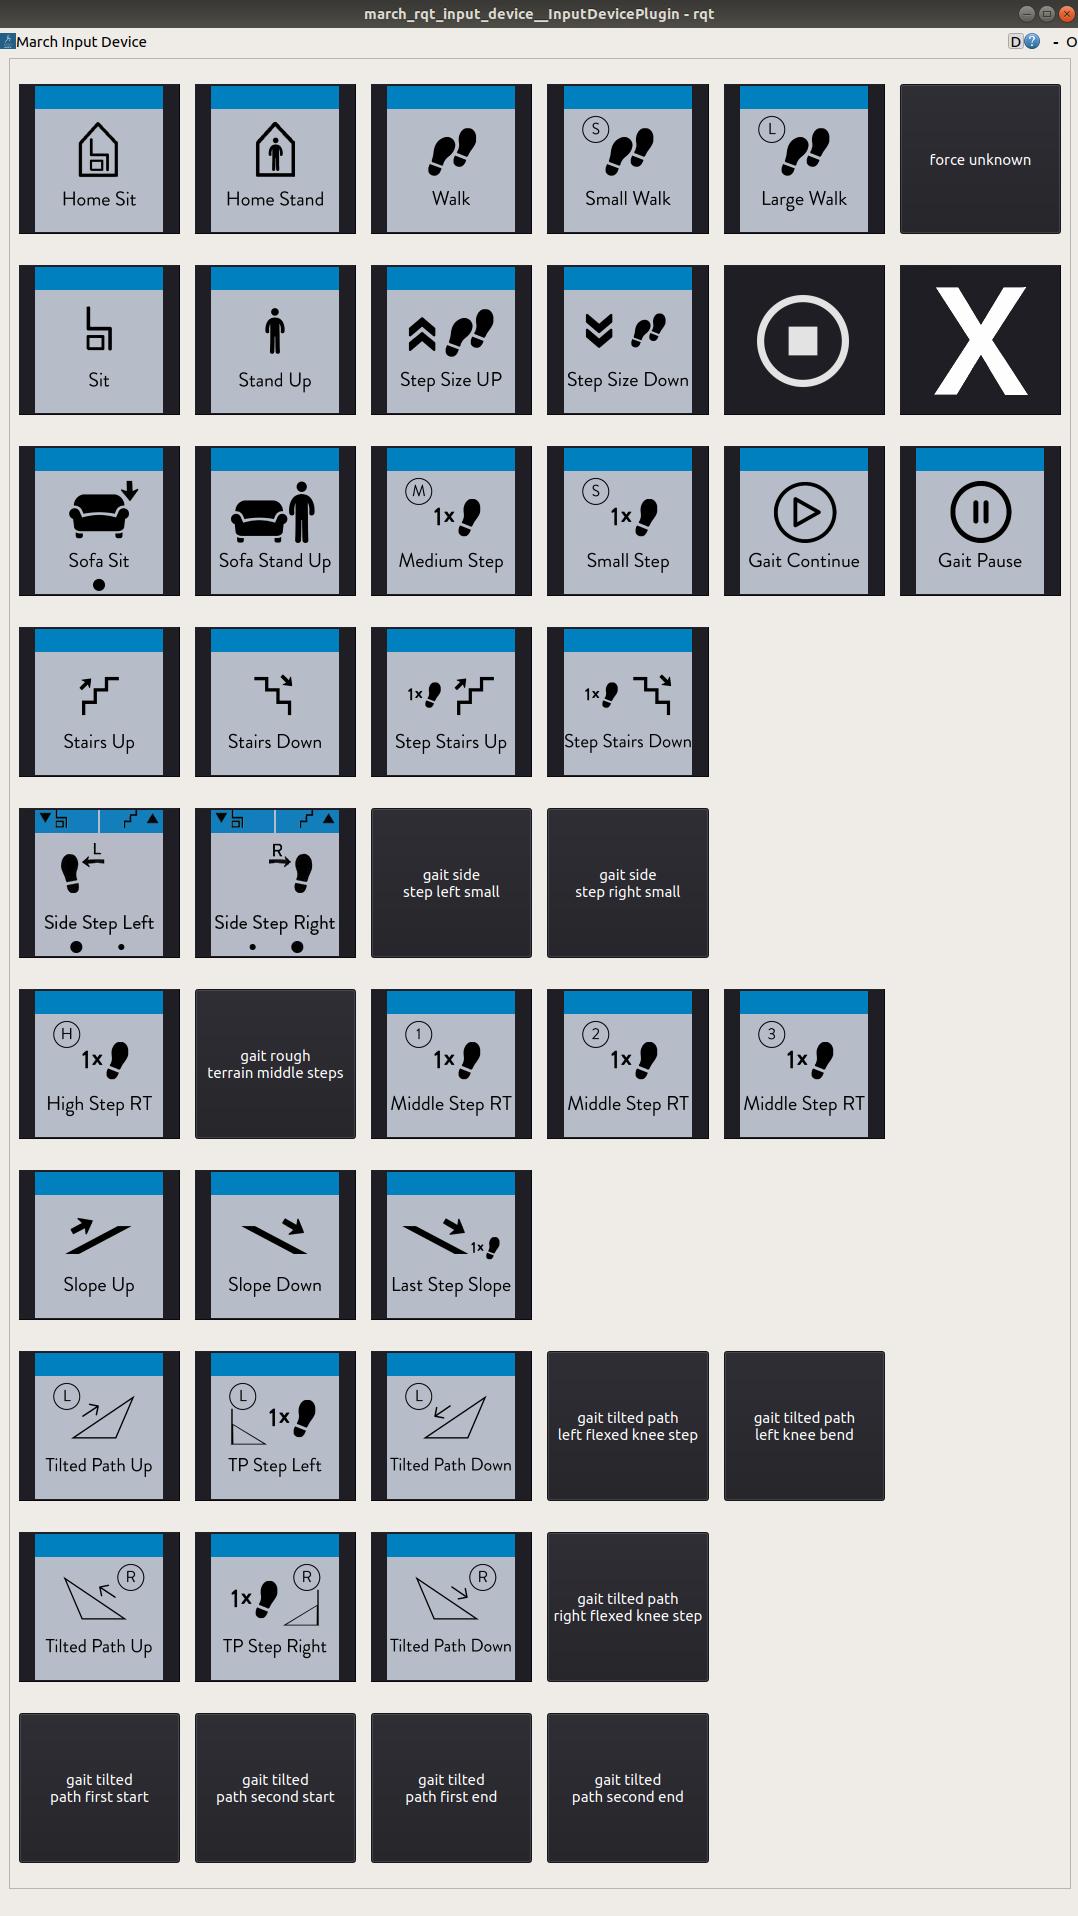 march_rqt_input_device__InputDevicePlugin - rqt
March Input Device
D
?
- O
Home Sit
Home Stand
Walk
S
Small Walk
L
Large Walk
force unknown
Sit
Stand Up
Step Size UP
Step Size Down
X
Sofa Sit
Sofa Stand Up
M
1x
Medium Step
S
1x
Small Step
Gait Continue
Gait Pause
Stairs Up
Stairs Down
1x
Step Stairs Up
1x
Step Stairs Down
L
Side Step Left
R
Side Step Right
gait side
step left small
gait side
step right small
H
1x
High Step RT
gait rough
terrain middle steps
1
1x
Middle Step RT
2
1x
Middle Step RT
3
1x
Middle Step RT
Slope Up
Slope Down
1x
Last Step Slope
L
Tilted Path Up
L
1x
TP Step Left
L
Tilted Path Down
gait tilted path
left flexed knee step
gait tilted path
left knee bend
R
Tilted Path Up
1x
R
TP Step Right
R
Tilted Path Down
gait tilted path
right flexed knee step
gait tilted
path first start
gait tilted
path second start
gait tilted
path first end
gait tilted
path second end